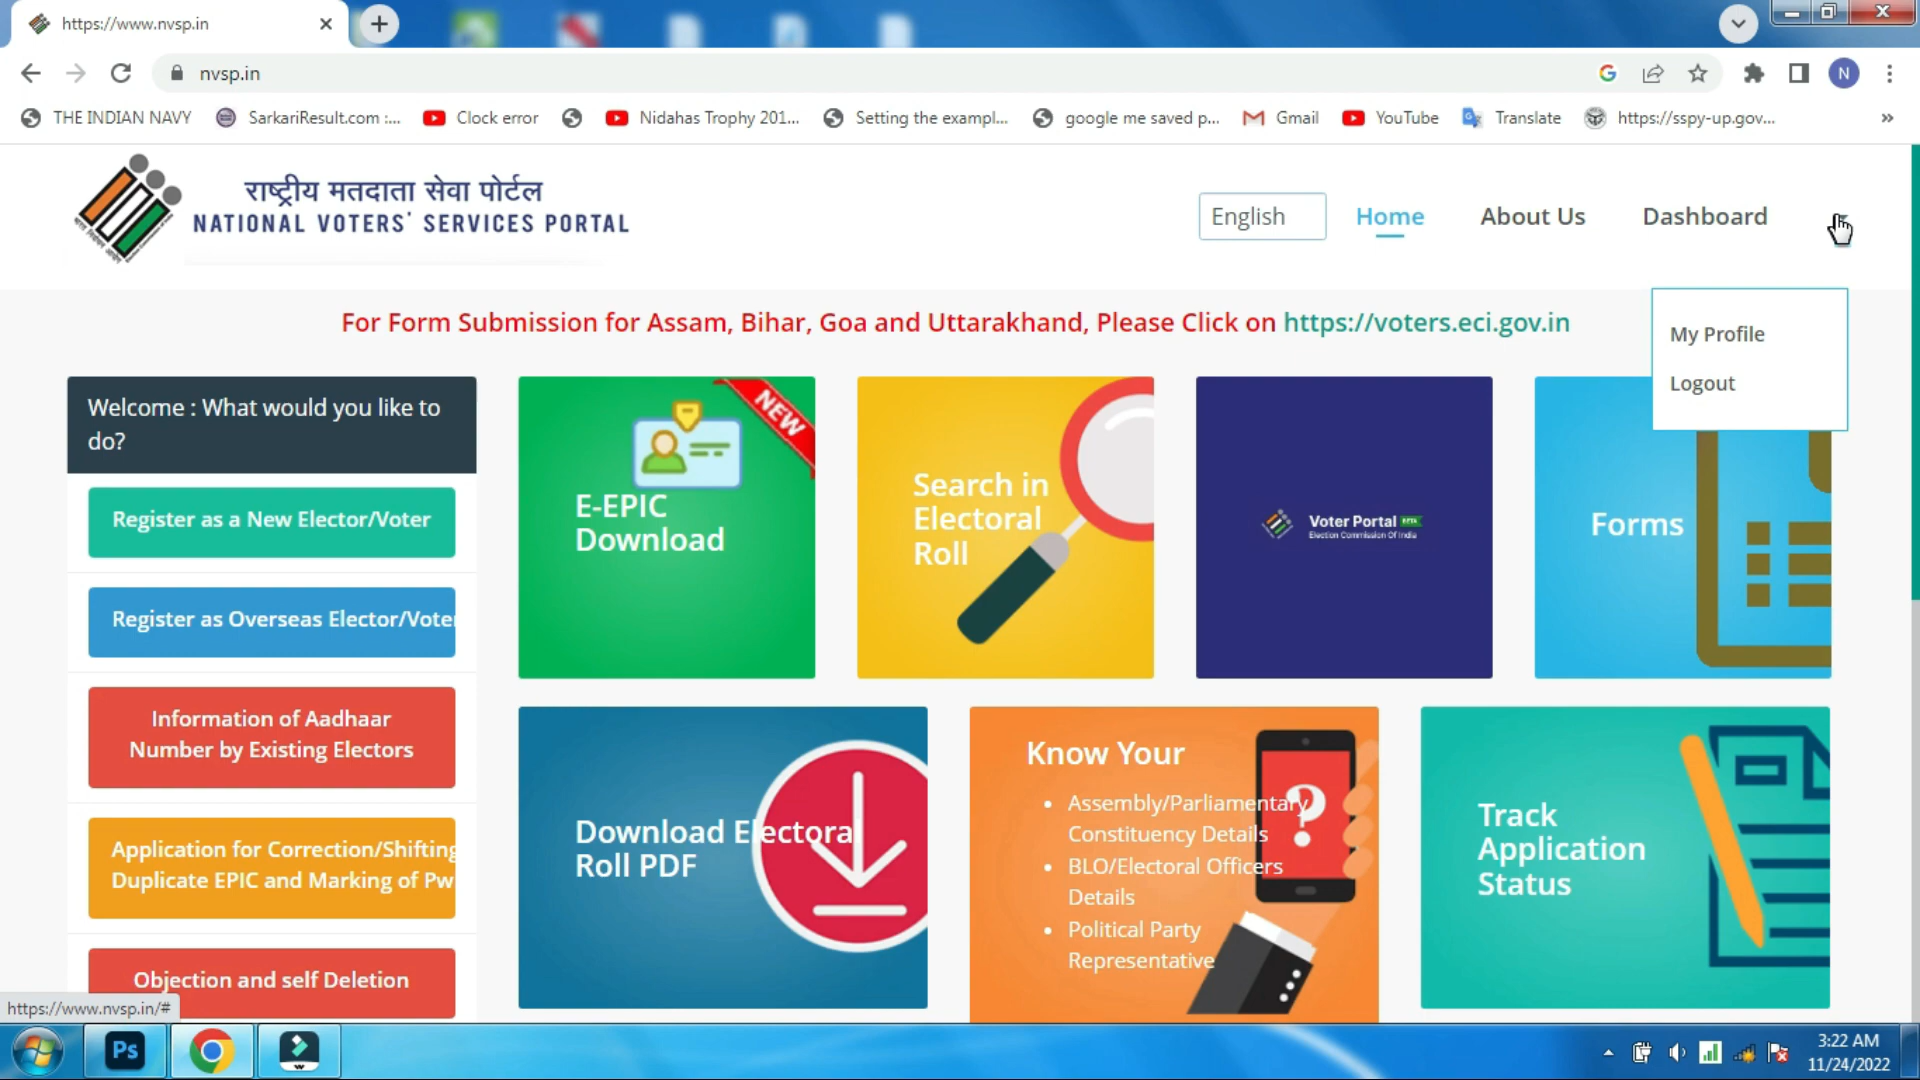 https://www.nvsp.in
nvsp.in
N
THE INDIAN NAVY
SarkariResult.com :...
Clock error
Nidahas Trophy 201...
Setting the exampl...
google me saved p...
Gmail
YouTube
Translate
https://sspy-up.gov...
राष्ट्रीय मतदाता सेवा पोर्टल
NATIONAL VOTERS' SERVICES PORTAL
English
Home
About Us
Dashboard
My Profile
Logout
For Form Submission for Assam, Bihar, Goa and Uttarakhand, Please Click on https://voters.eci.gov.in
Welcome : What would you like to
do?
Register as a New Elector/Voter
Register as Overseas Elector/Voter
Information of Aadhaar
Number by Existing Electors
Application for Correction/Shifting
Duplicate EPIC and Marking of Pw
Objection and self Deletion
NEW
E-EPIC
Download
Search in
Electoral
Roll
Voter Portal BETA
Election Commission Of India
Forms
Download Electoral
Roll PDF
Know Your
Assembly/Parliamentary
Constituency Details
BLO/Electoral Officers
Details
Political Party
Representative
?
Track
Application
Status
https://www.nvsp.in/#
Ps
3:22 AM
11/24/2022